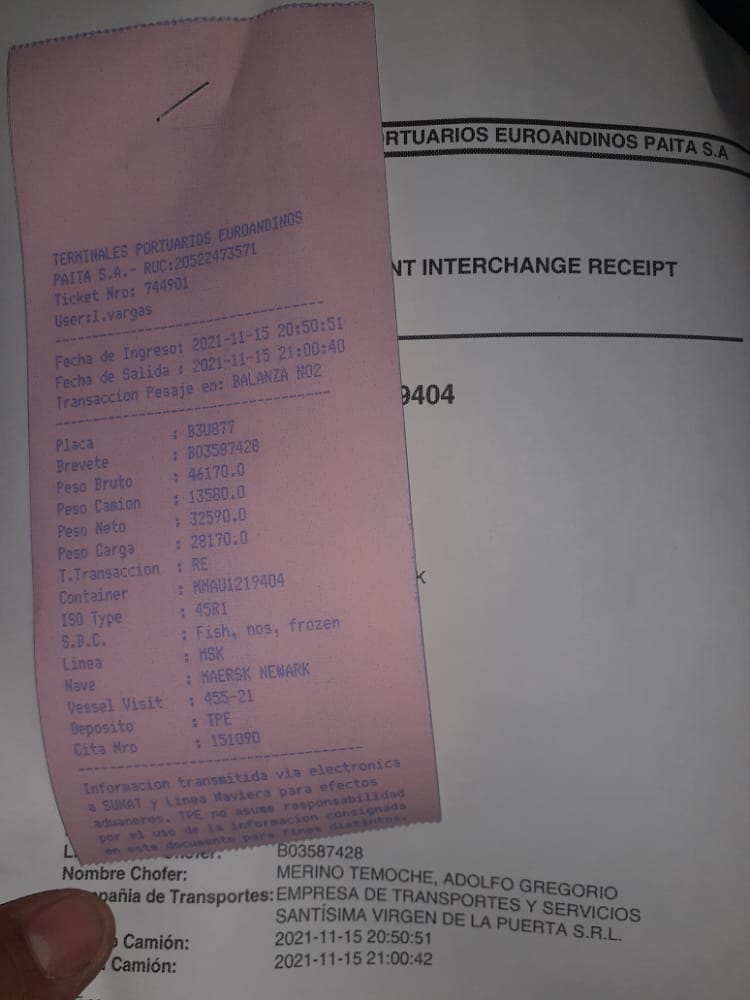 TERMINALES PORTUARIOS EUROANDINOS
PAITA S.A.- RUC:20522473571
Ticket Nro: 744901
User:l.vargas
Fecha de Ingreso: 2021-11-15 20:50:51
Fecha de Salida : 2021-11-15 21:00:40
Transaccion Pesaje en: BALANZA NO2
Placa : B3U877
Brevete : B03587428
Peso Bruto : 46170.0
Peso Camion : 13580.0
Peso Neto : 32590.0
Peso Carga : 28170.0
T.Transaccion : RE
Container : MMAU1219404
ISO Type : 45R1
S.D.C. : Fish, nos, frozen
Linea : MSK
Nave : MAERSK NEWARK
Vessel Visit : 455-21
Deposito : TPE
Cita Nro : 151090
Informacion transmitida via electronica
a SUNAT y Linea Naviera para efectos
aduaneros. TPE no asume responsabilidad
por el uso de la informacion consignada
en este documento para fines distintos.
RTUARIOS EUROANDINOS PAITA S.A
NT INTERCHANGE RECEIPT
9404
K
B03587428
Nombre Chofer: MERINO TEMOCHE, ADOLFO GREGORIO
pañia de Transportes: EMPRESA DE TRANSPORTES Y SERVICIOS
SANTÍSIMA VIRGEN DE LA PUERTA S.R.L.
Camión: 2021-11-15 20:50:51
Camión: 2021-11-15 21:00:42